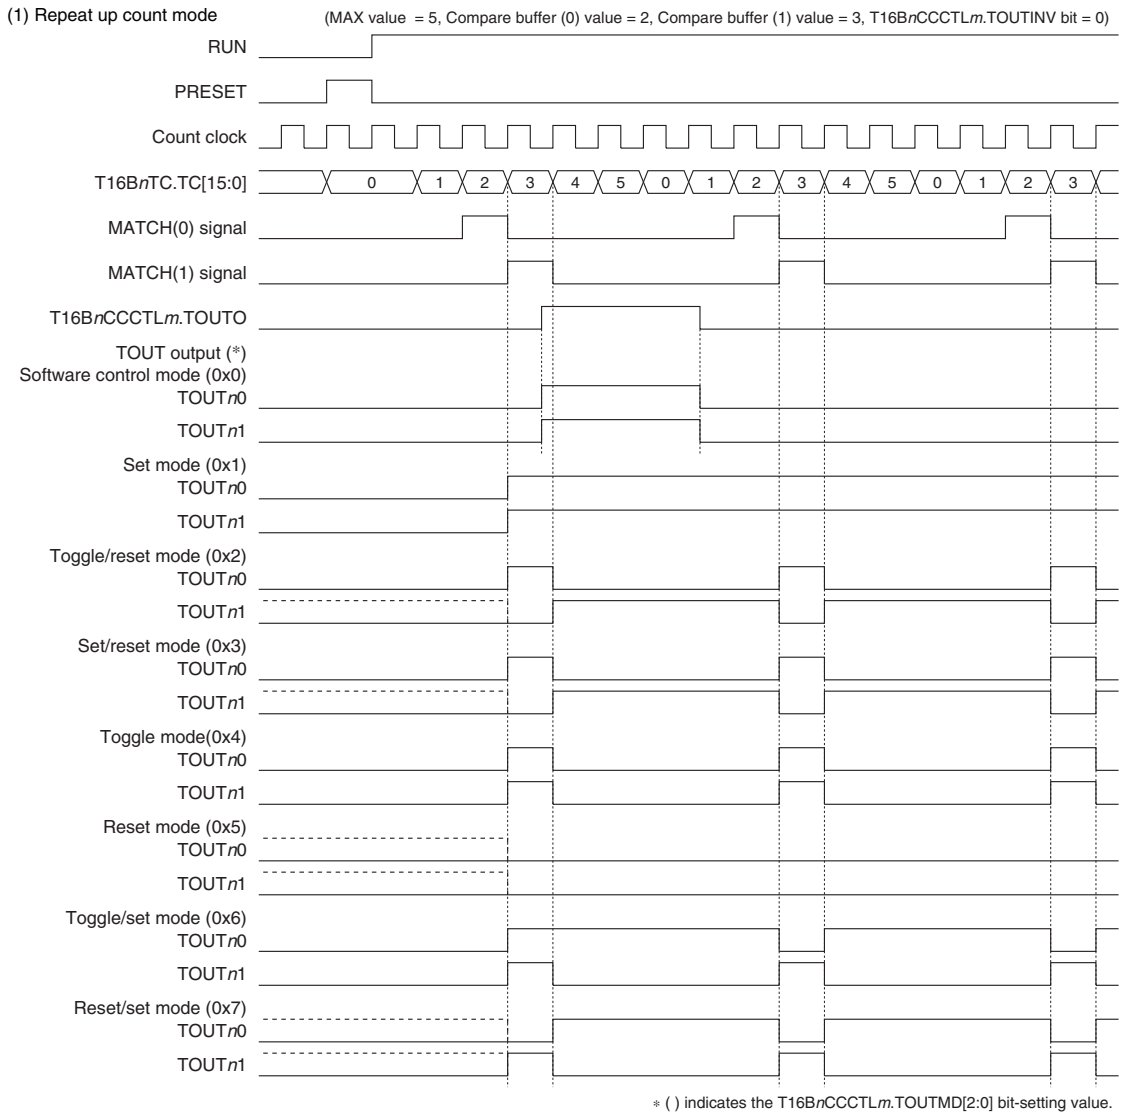 (1) Repeat up count mode
(MAX value = 5, Compare buffer (0) value = 2, Compare buffer (1) value = 3, T16BnCCCTLm.TOUTINV bit = 0)
RUN
PRESET
Count clock
T16BnTC.TC[15:0] 0 1 2 3 4 5 0 1 2 3 4 5 0 1 2 3
MATCH(0) signal
MATCH(1) signal
T16BnCCCTLm.TOUTO
TOUT output (*)
Software control mode (0x0)
TOUTn0
TOUTn1
Set mode (0x1)
TOUTn0
TOUTn1
Toggle/reset mode (0x2)
TOUTn0
TOUTn1
Set/reset mode (0x3)
TOUTn0
TOUTn1
Toggle mode(0x4)
TOUTn0
TOUTn1
Reset mode (0x5)
TOUTn0
TOUTn1
Toggle/set mode (0x6)
TOUTn0
TOUTn1
Reset/set mode (0x7)
TOUTn0
TOUTn1
* ( ) indicates the T16BnCCCTLm.TOUTMD[2:0] bit-setting value.